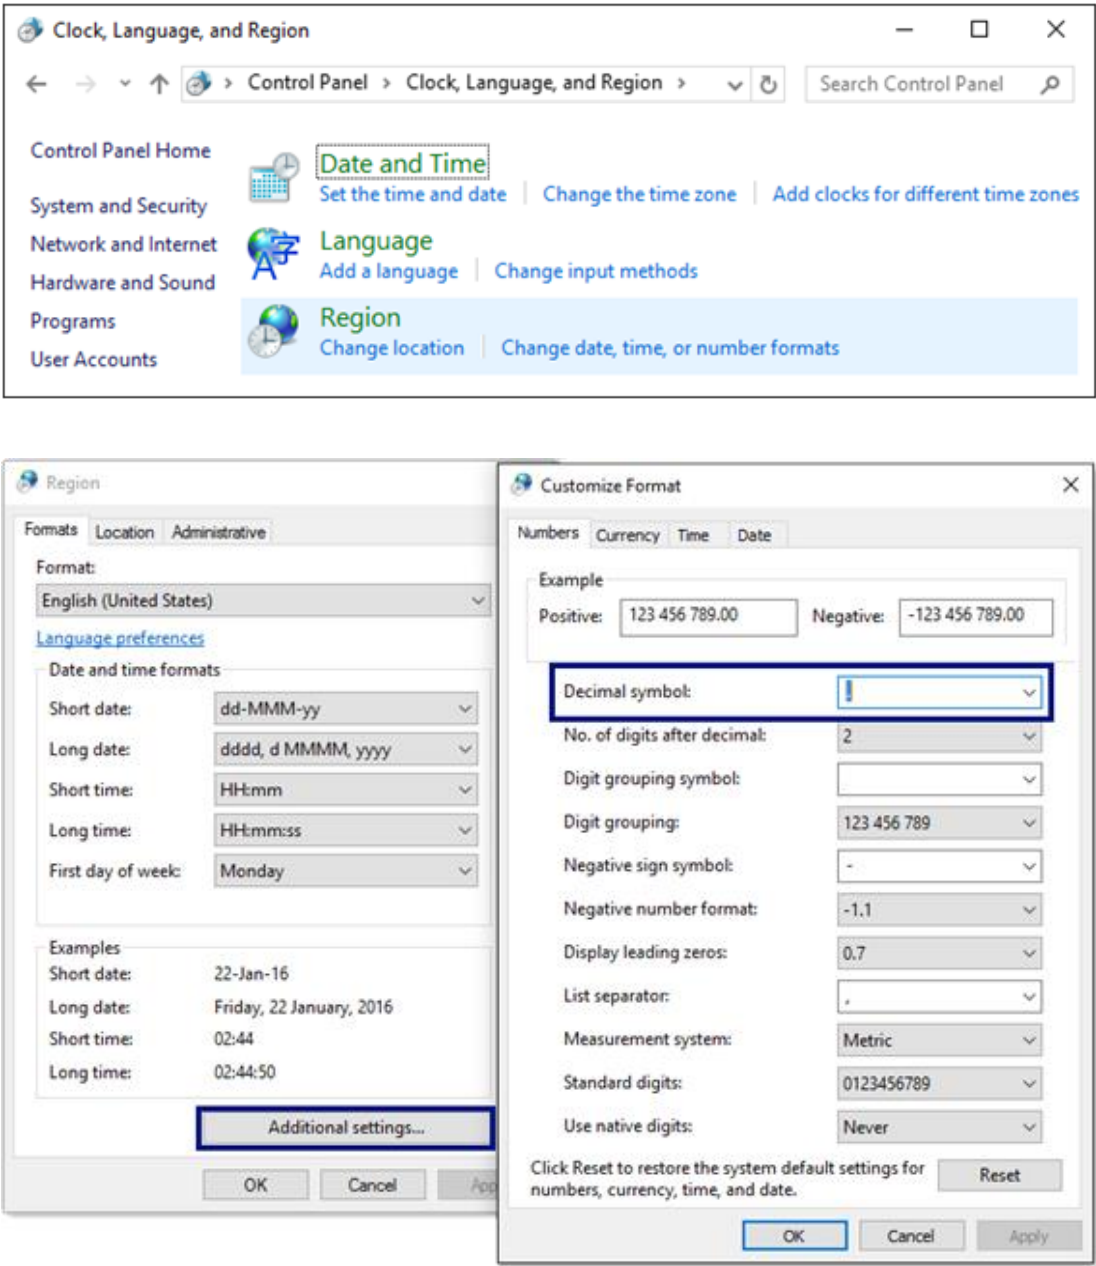 Clock, Language, and Region
Control Panel > Clock, Language, and Region >
Search Control Panel
Control Panel Home
System and Security
Network and Internet
Hardware and Sound
Programs
User Accounts
Date and Time
Set the time and date | Change the time zone | Add clocks for different time zones
Language
Add a language | Change input methods
Region
Change location | Change date, time, or number formats
Region
Formats Location Administrative
Format:
English (United States)
Language preferences
Date and time formats
Short date: dd-MMM-yy
Long date: dddd, d MMMM, yyyy
Short time: HH:mm
Long time: HH:mm:ss
First day of week: Monday
Examples
Short date: 22-Jan-16
Long date: Friday, 22 January, 2016
Short time: 02:44
Long time: 02:44:50
Additional settings...
OK Cancel App
Customize Format
Numbers Currency Time Date
Example
Positive: 123 456 789.00 Negative: -123 456 789.00
Decimal symbol: .
No. of digits after decimal: 2
Digit grouping symbol:
Digit grouping: 123 456 789
Negative sign symbol: -
Negative number format: -1.1
Display leading zeros: 0.7
List separator: ,
Measurement system: Metric
Standard digits: 0123456789
Use native digits: Never
Click Reset to restore the system default settings for
numbers, currency, time, and date.
Reset
OK Cancel Apply